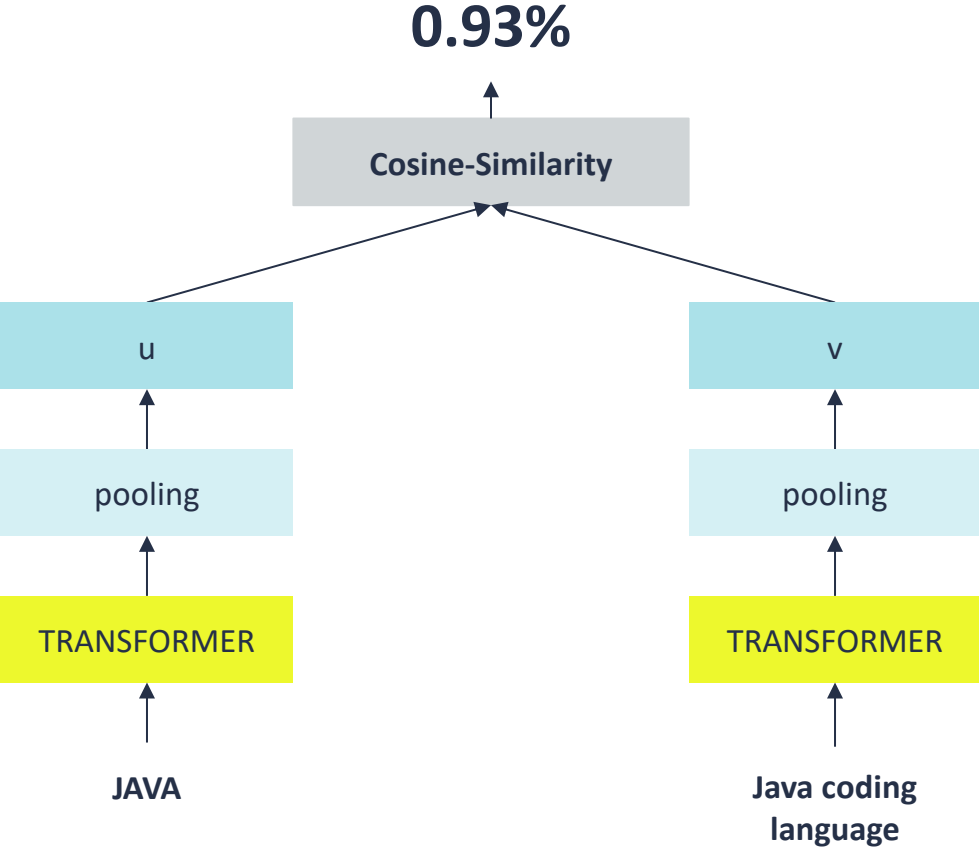 0.93%
Cosine-Similarity
u
v
pooling
pooling
TRANSFORMER
TRANSFORMER
JAVA
Java coding
language